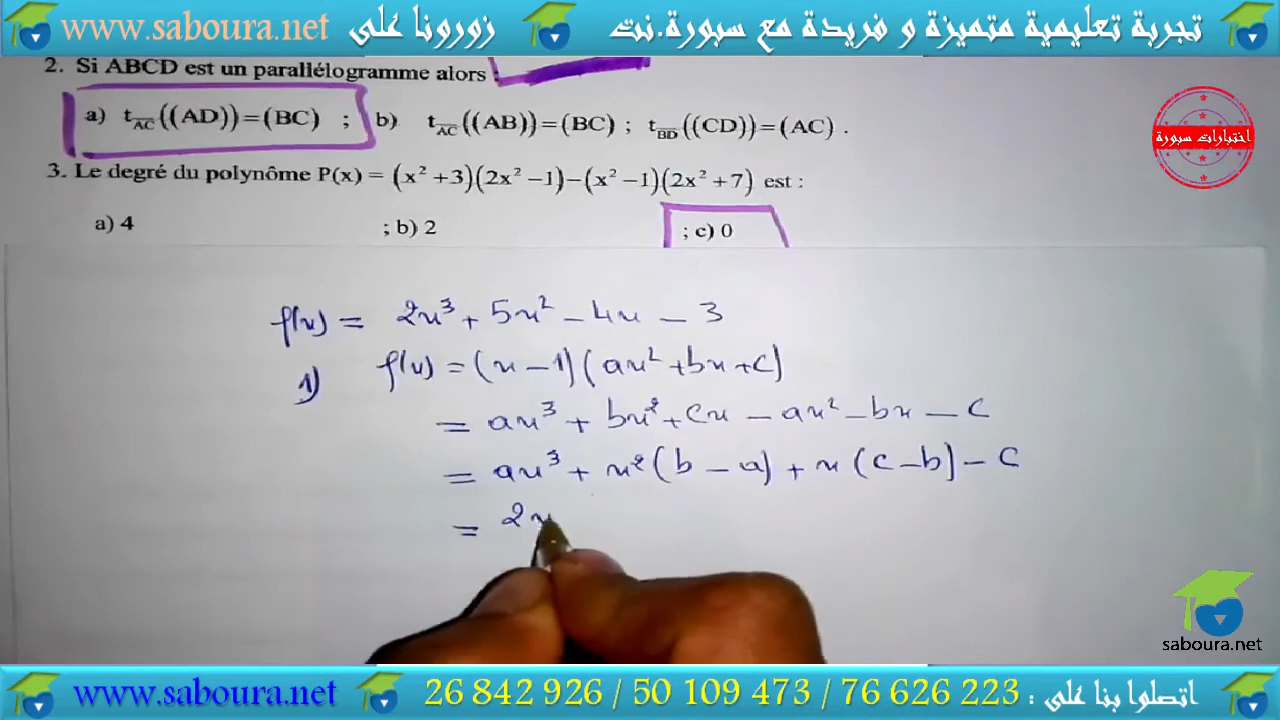 www.saboura.net زورونا على تجربة تعليمية متميزة و فريدة مع سبورة.نت
2. Si ABCD est un parallélogramme alors :
a) t_AC((AD))=(BC) ; b) t_AC((AB))=(BC) ; t_BD((CD))=(AC) .
اختبارات سبورة
3. Le degré du polynôme P(x) = (x²+3)(2x²−1)−(x²−1)(2x²+7) est :
a) 4 ; b) 2 ; c) 0
f(x) = 2x³ + 5x² − 4x − 3
1) f(x) = (x − 1)(ax² + bx + c)
= ax³ + bx² + cx − ax² − bx − c
= ax³ + x²(b − a) + x(c − b) − c
= 2x
saboura.net
www.saboura.net 26 842 926 / 50 109 473 / 76 626 223 : اتصلوا بنا على